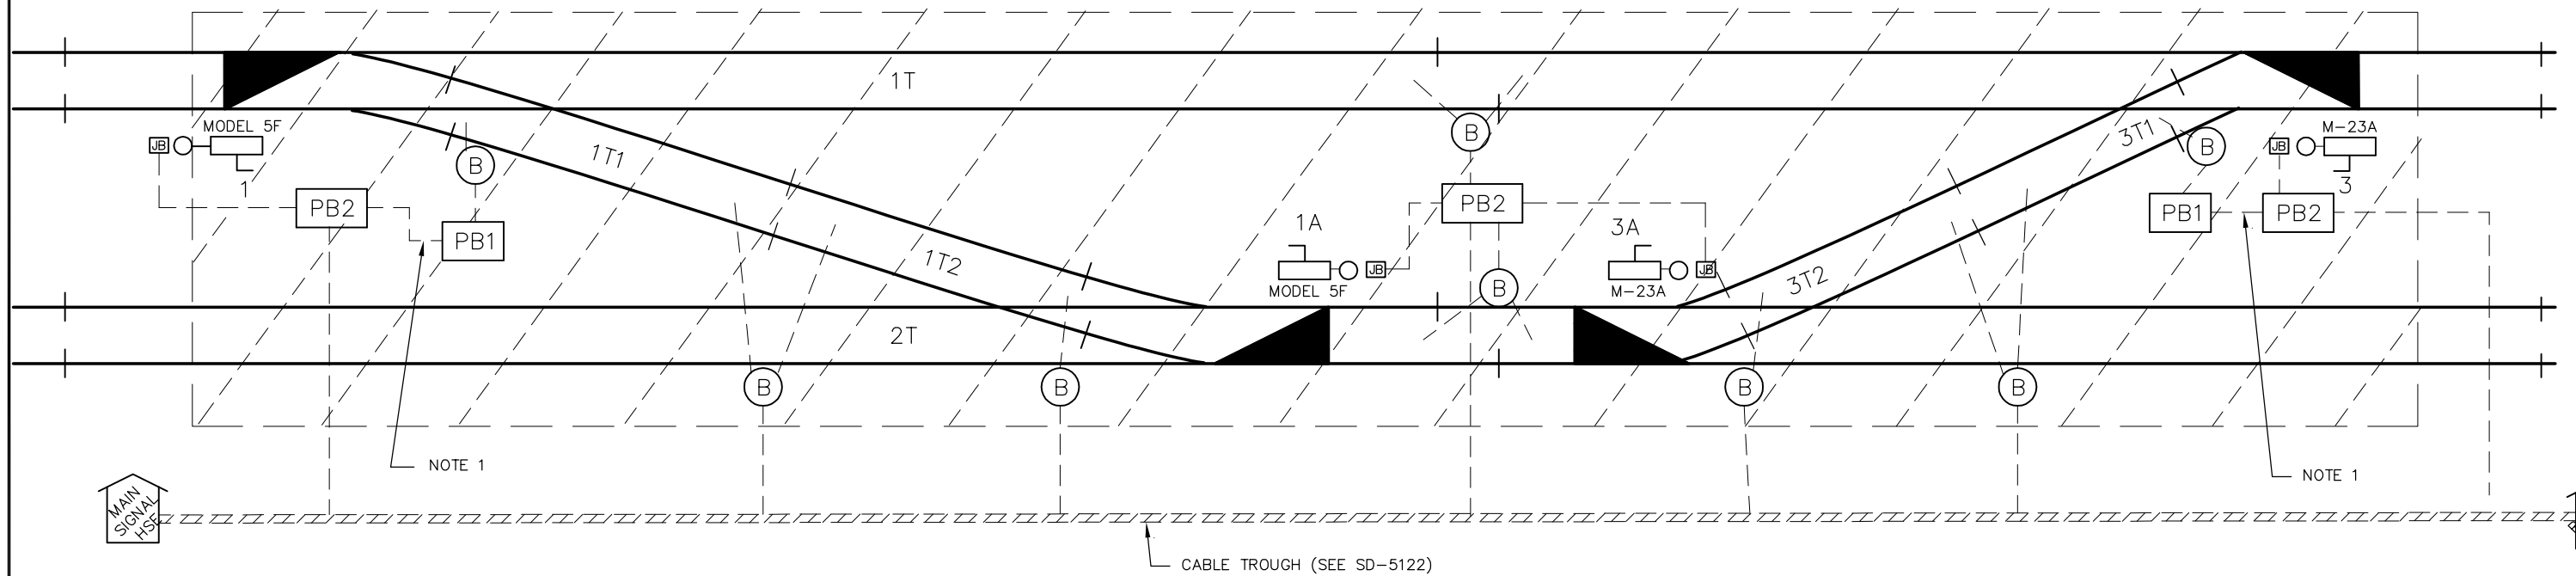 1T
MODEL 5F
JB
1
1T1
B
PB2
PB1
B
B
3T1
B
M-23A
JB
3
PB2
PB1
PB2
1T2
1A
JB
MODEL 5F
3A
JB
M-23A
B
3T2
2T
B
B
B
B
NOTE 1
NOTE 1
MAIN
SIGNAL
HSE
CABLE TROUGH (SEE SD-5122)